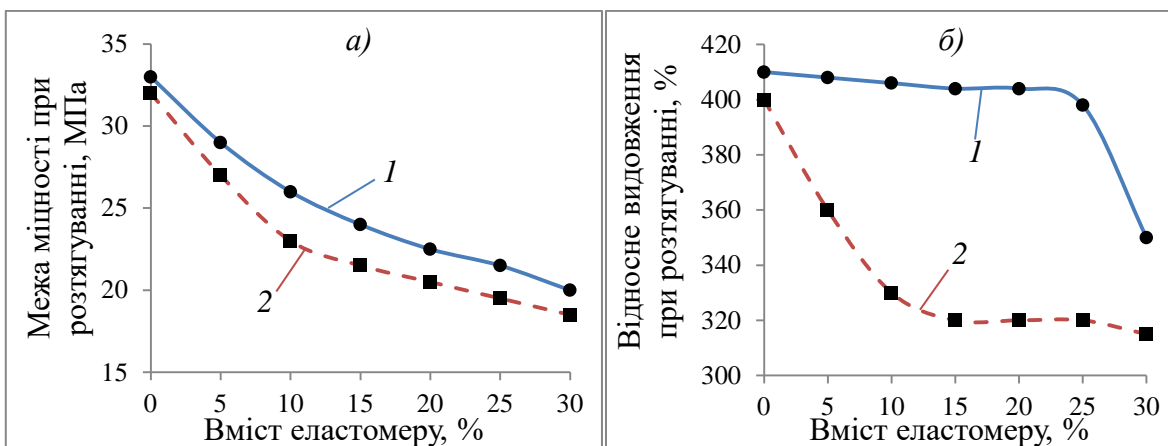 а)
Межа міцності при
розтягуванні, МПа
35
30
25
20
15
1
2
0 5 10 15 20 25 30
Вміст еластомеру, %
б)
Відносне видовження
при розтягуванні, %
420
400
380
360
340
320
300
1
2
0 5 10 15 20 25 30
Вміст еластомеру, %